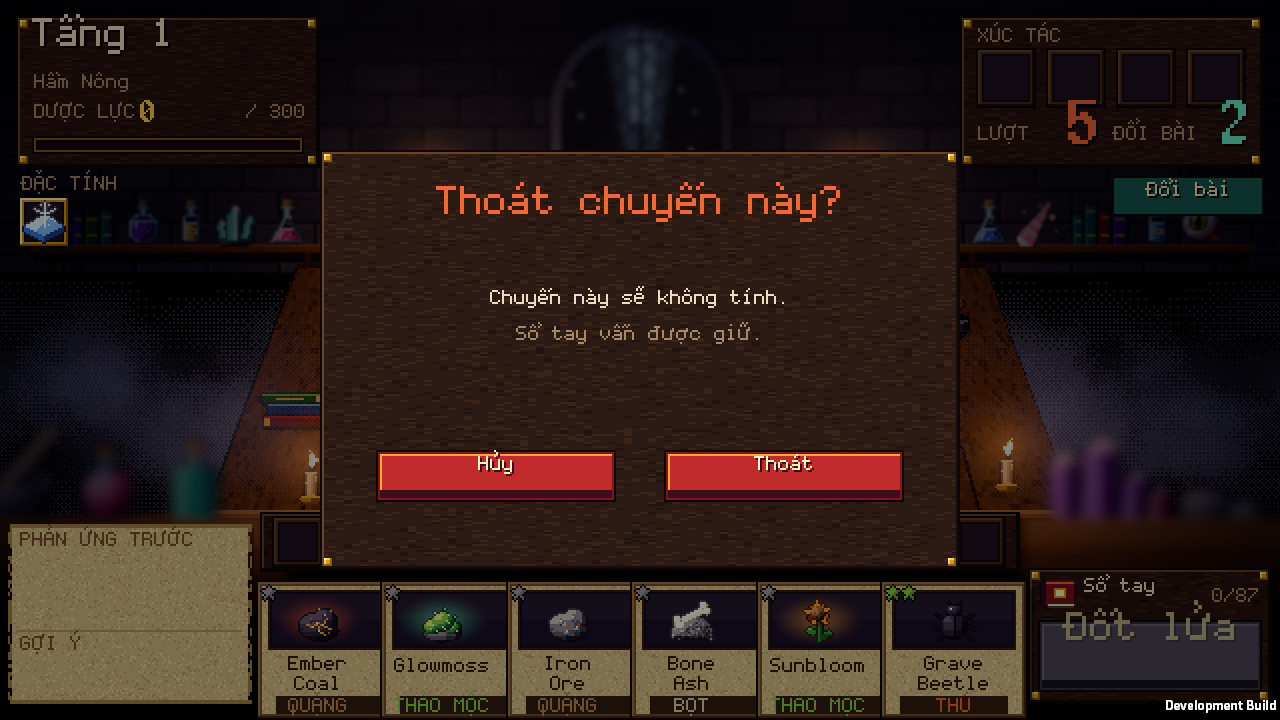 Tầng 1
Hầm Nông
DƯỢC LỰC 0 / 300
ĐẶC TÍNH
XÚC TÁC
LƯỢT 5 ĐỔI BÀI 2
Đổi bài
Thoát chuyến này?
Chuyến này sẽ không tính.
Sổ tay vẫn được giữ.
Hủy
Thoát
PHẢN ỨNG TRƯỚC
GỢI Ý
Ember Coal
QUẶNG
Glowmoss
THẢO MỘC
Iron Ore
QUẶNG
Bone Ash
BỘT
Sunbloom
THẢO MỘC
Grave Beetle
THÚ
Sổ tay
0/87
Đốt lửa
Development Build